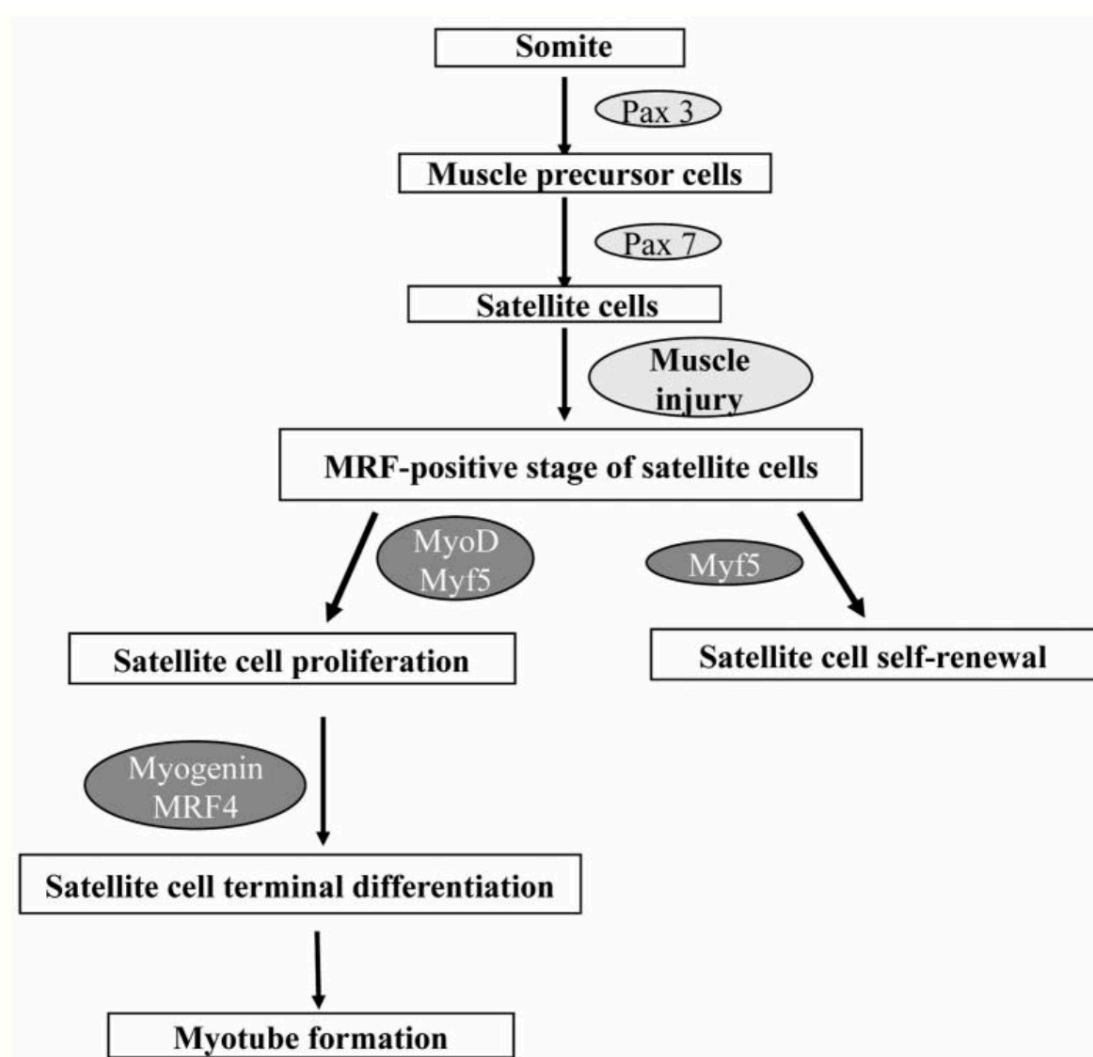 Somite
Pax 3
Muscle precursor cells
Pax 7
Satellite cells
Muscle
injury
MRF-positive stage of satellite cells
MyoD
Myf5
Myf5
Satellite cell proliferation
Satellite cell self-renewal
Myogenin
MRF4
Satellite cell terminal differentiation
Myotube formation